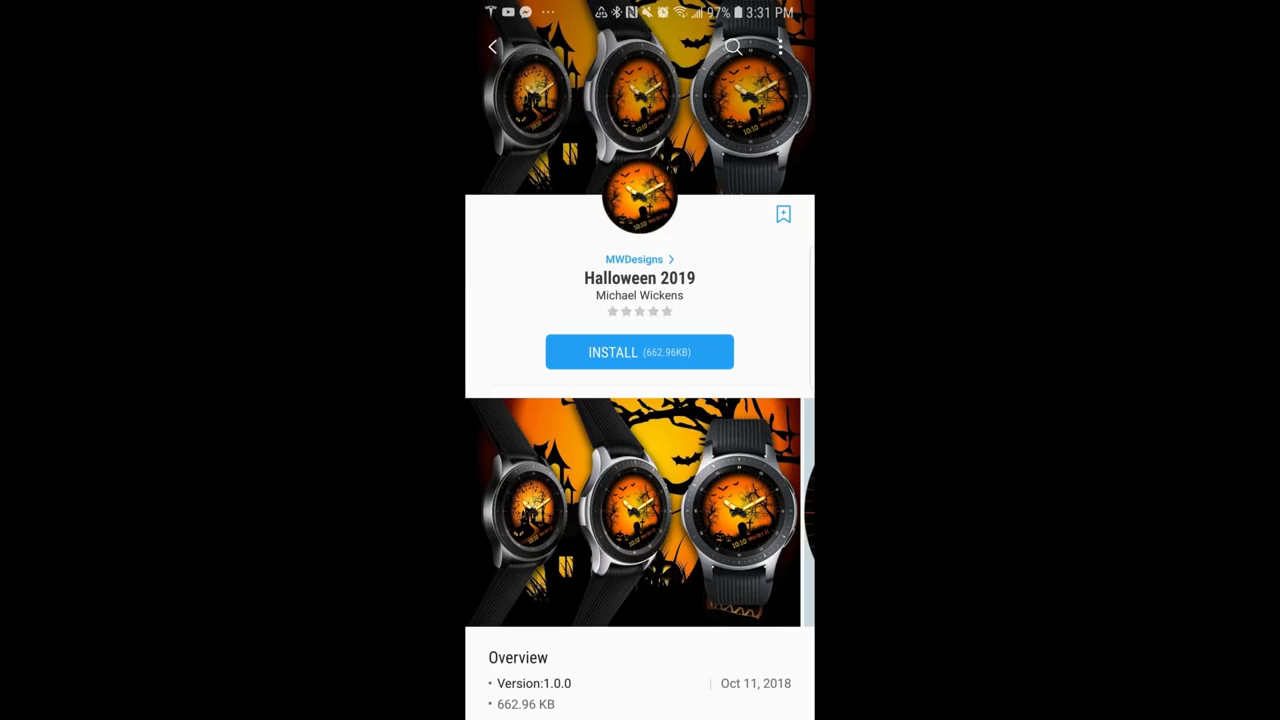 97% 3:31 PM
MWDesigns
Halloween 2019
Michael Wickens
INSTALL (662.96KB)
Overview
• Version:1.0.0 | Oct 11, 2018
• 662.96 KB